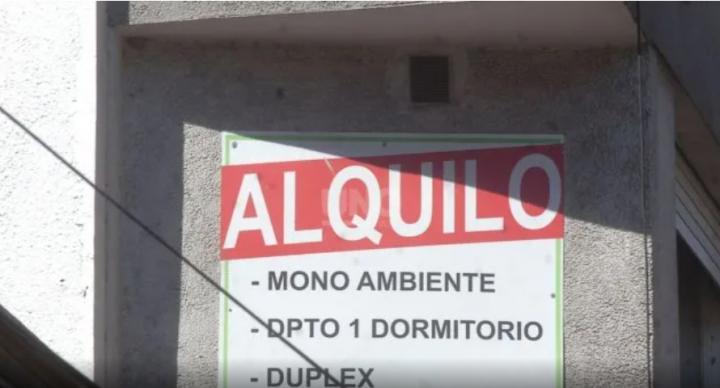 ALQUILO
- MONO AMBIENTE
- DPTO 1 DORMITORIO
- DUPLEX